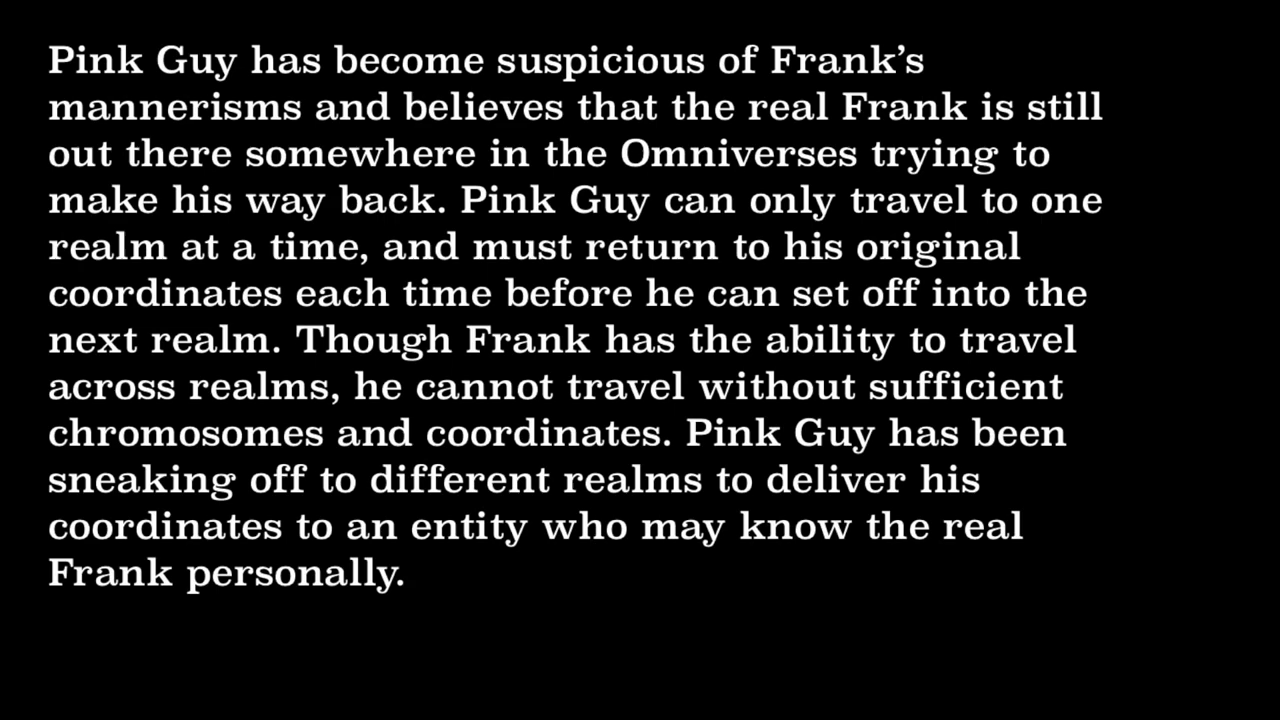 Pink Guy has become suspicious of Frank’s
mannerisms and believes that the real Frank is still
out there somewhere in the Omniverses trying to
make his way back. Pink Guy can only travel to one
realm at a time, and must return to his original
coordinates each time before he can set off into the
next realm. Though Frank has the ability to travel
across realms, he cannot travel without sufficient
chromosomes and coordinates. Pink Guy has been
sneaking off to different realms to deliver his
coordinates to an entity who may know the real
Frank personally.